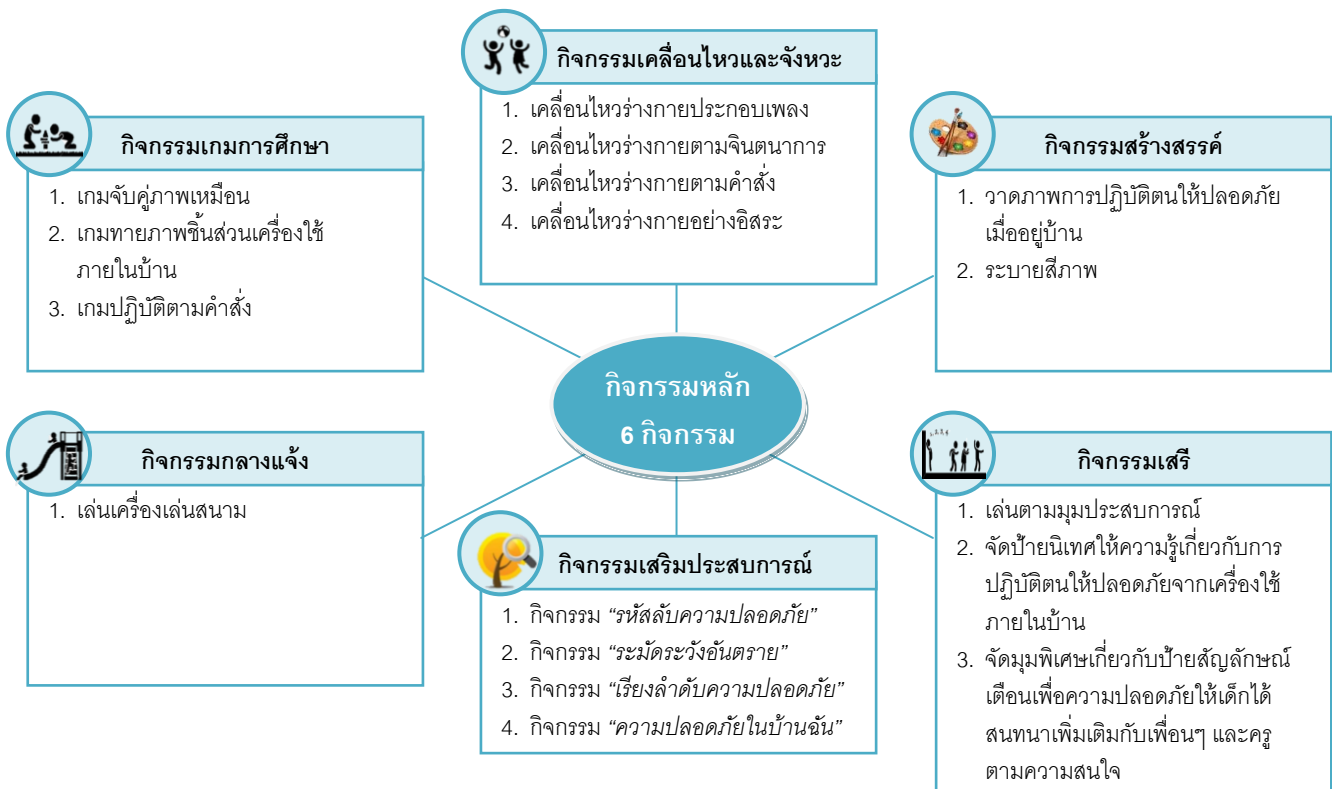 กิจกรรมเคลื่อนไหวและจังหวะ
1. เคลื่อนไหวร่างกายประกอบเพลง
2. เคลื่อนไหวร่างกายตามจินตนาการ
3. เคลื่อนไหวร่างกายตามคำสั่ง
4. เคลื่อนไหวร่างกายอย่างอิสระ
กิจกรรมเกมการศึกษา
1. เกมจับคู่ภาพเหมือน
2. เกมทายภาพชิ้นส่วนเครื่องใช้
ภายในบ้าน
3. เกมปฏิบัติตามคำสั่ง
กิจกรรมสร้างสรรค์
1. วาดภาพการปฏิบัติตนให้ปลอดภัย
เมื่ออยู่บ้าน
2. ระบายสีภาพ
กิจกรรมหลัก
6 กิจกรรม
กิจกรรมกลางแจ้ง
1. เล่นเครื่องเล่นสนาม
กิจกรรมเสริมประสบการณ์
1. กิจกรรม “รหัสลับความปลอดภัย”
2. กิจกรรม “ระมัดระวังอันตราย”
3. กิจกรรม “เรียงลำดับความปลอดภัย”
4. กิจกรรม “ความปลอดภัยในบ้านฉัน”
กิจกรรมเสรี
1. เล่นตามมุมประสบการณ์
2. จัดป้ายนิเทศให้ความรู้เกี่ยวกับการ
ปฏิบัติตนให้ปลอดภัยจากเครื่องใช้
ภายในบ้าน
3. จัดมุมพิเศษเกี่ยวกับป้ายสัญลักษณ์
เตือนเพื่อความปลอดภัยให้เด็กได้
สนทนาเพิ่มเติมกับเพื่อนๆ และครู
ตามความสนใจ